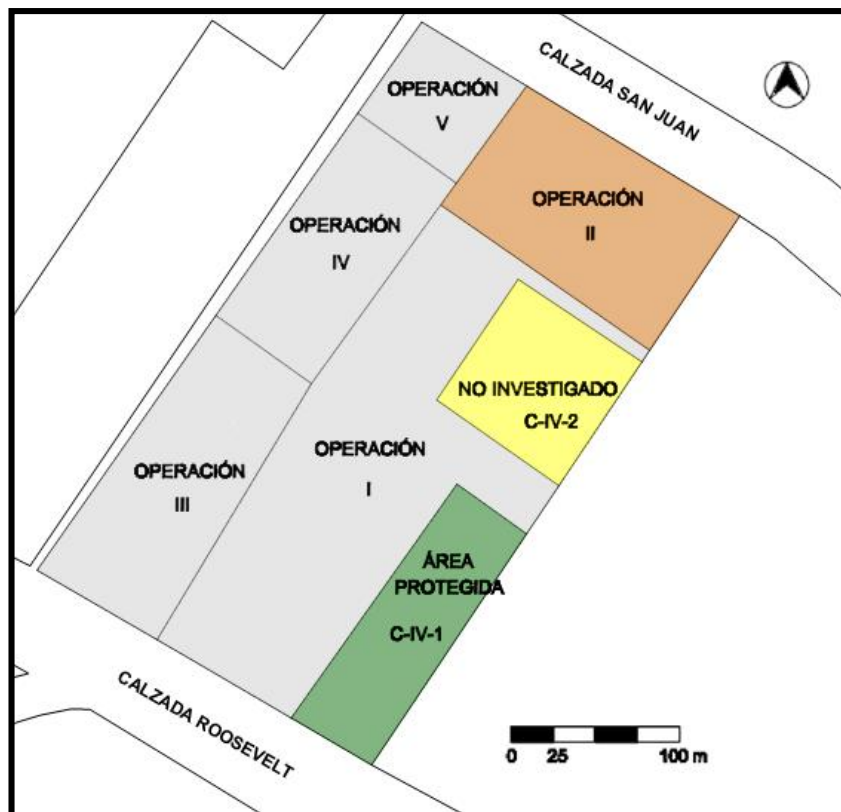 CALZADA SAN JUAN
OPERACIÓN
V
OPERACIÓN
II
OPERACIÓN
IV
NO INVESTIGADO
C-IV-2
OPERACIÓN
I
OPERACIÓN
III
ÁREA
PROTEGIDA
C-IV-1
CALZADA ROOSEVELT
0 25 100 m